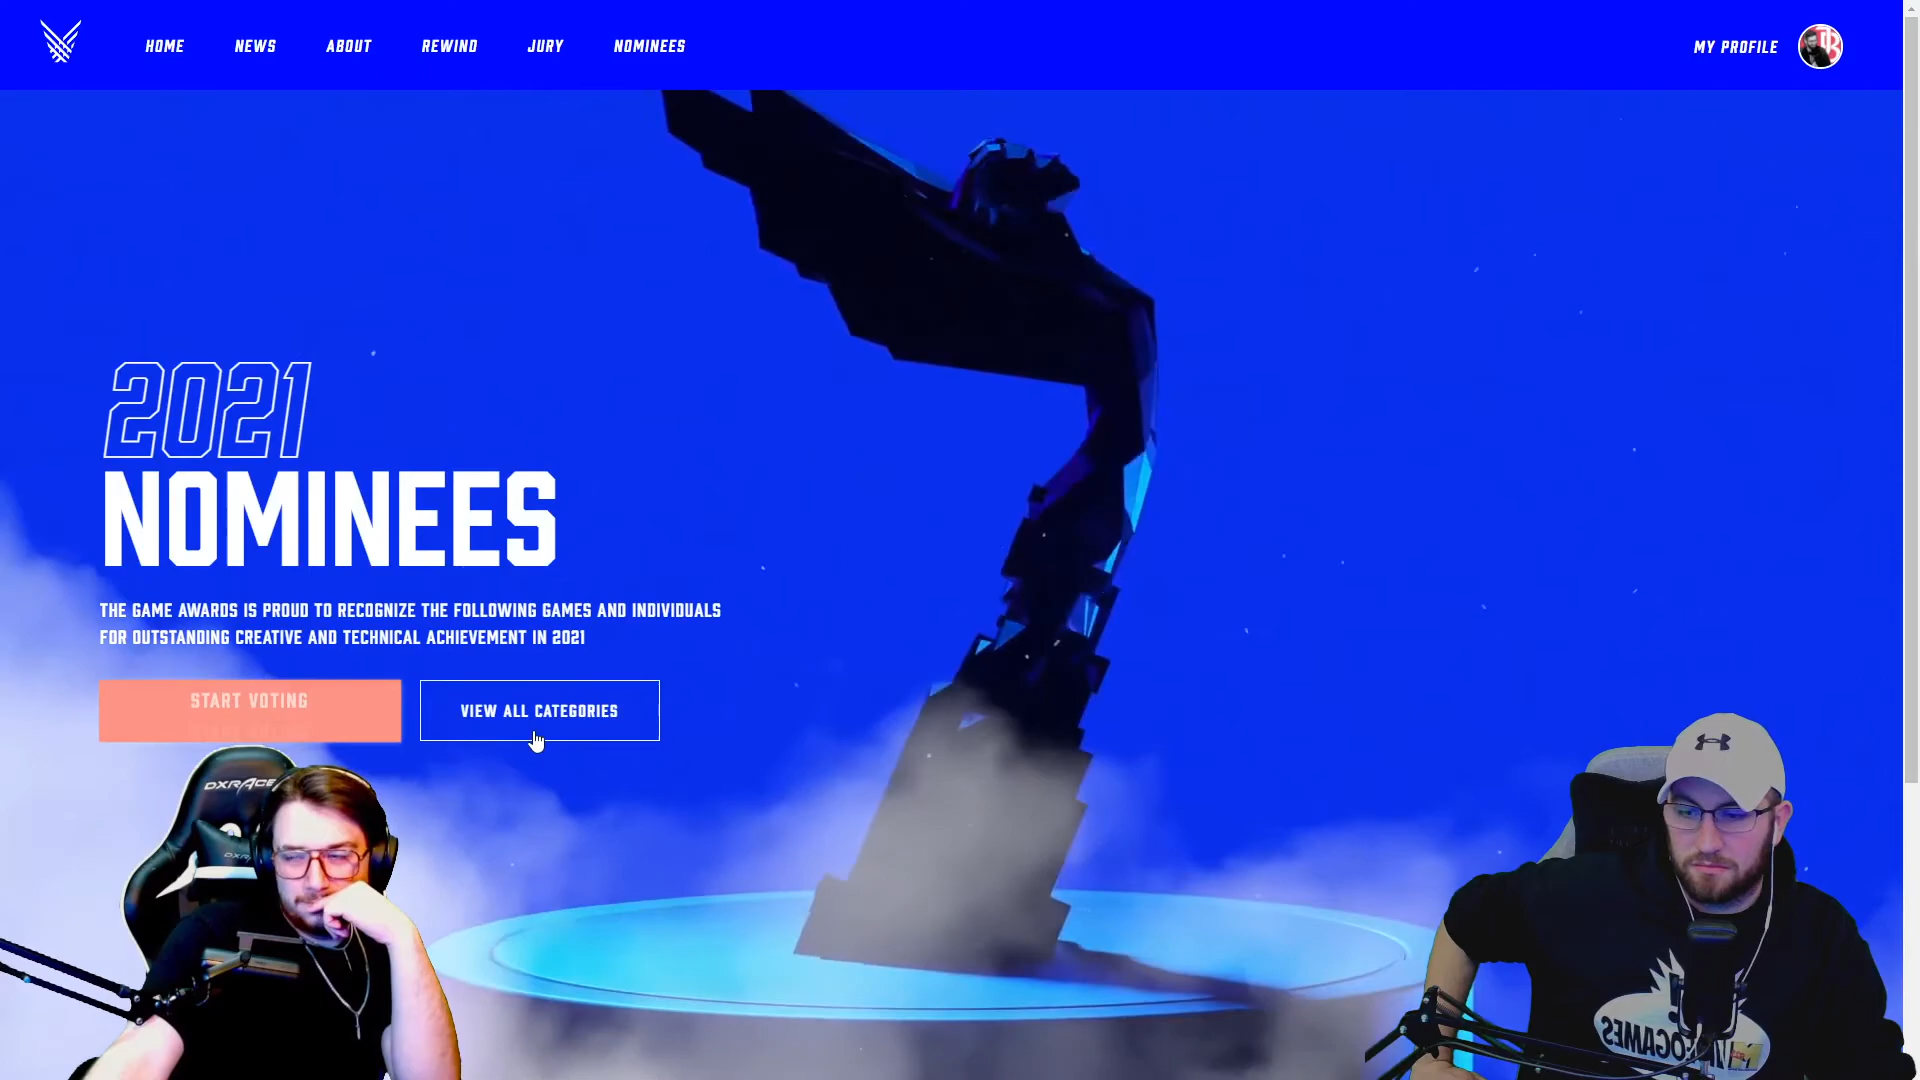 HOME NEWS ABOUT REWIND JURY NOMINEES MY PROFILE
2021
NOMINEES
THE GAME AWARDS IS PROUD TO RECOGNIZE THE FOLLOWING GAMES AND INDIVIDUALS
FOR OUTSTANDING CREATIVE AND TECHNICAL ACHIEVEMENT IN 2021
START VOTING VIEW ALL CATEGORIES
DXRACE